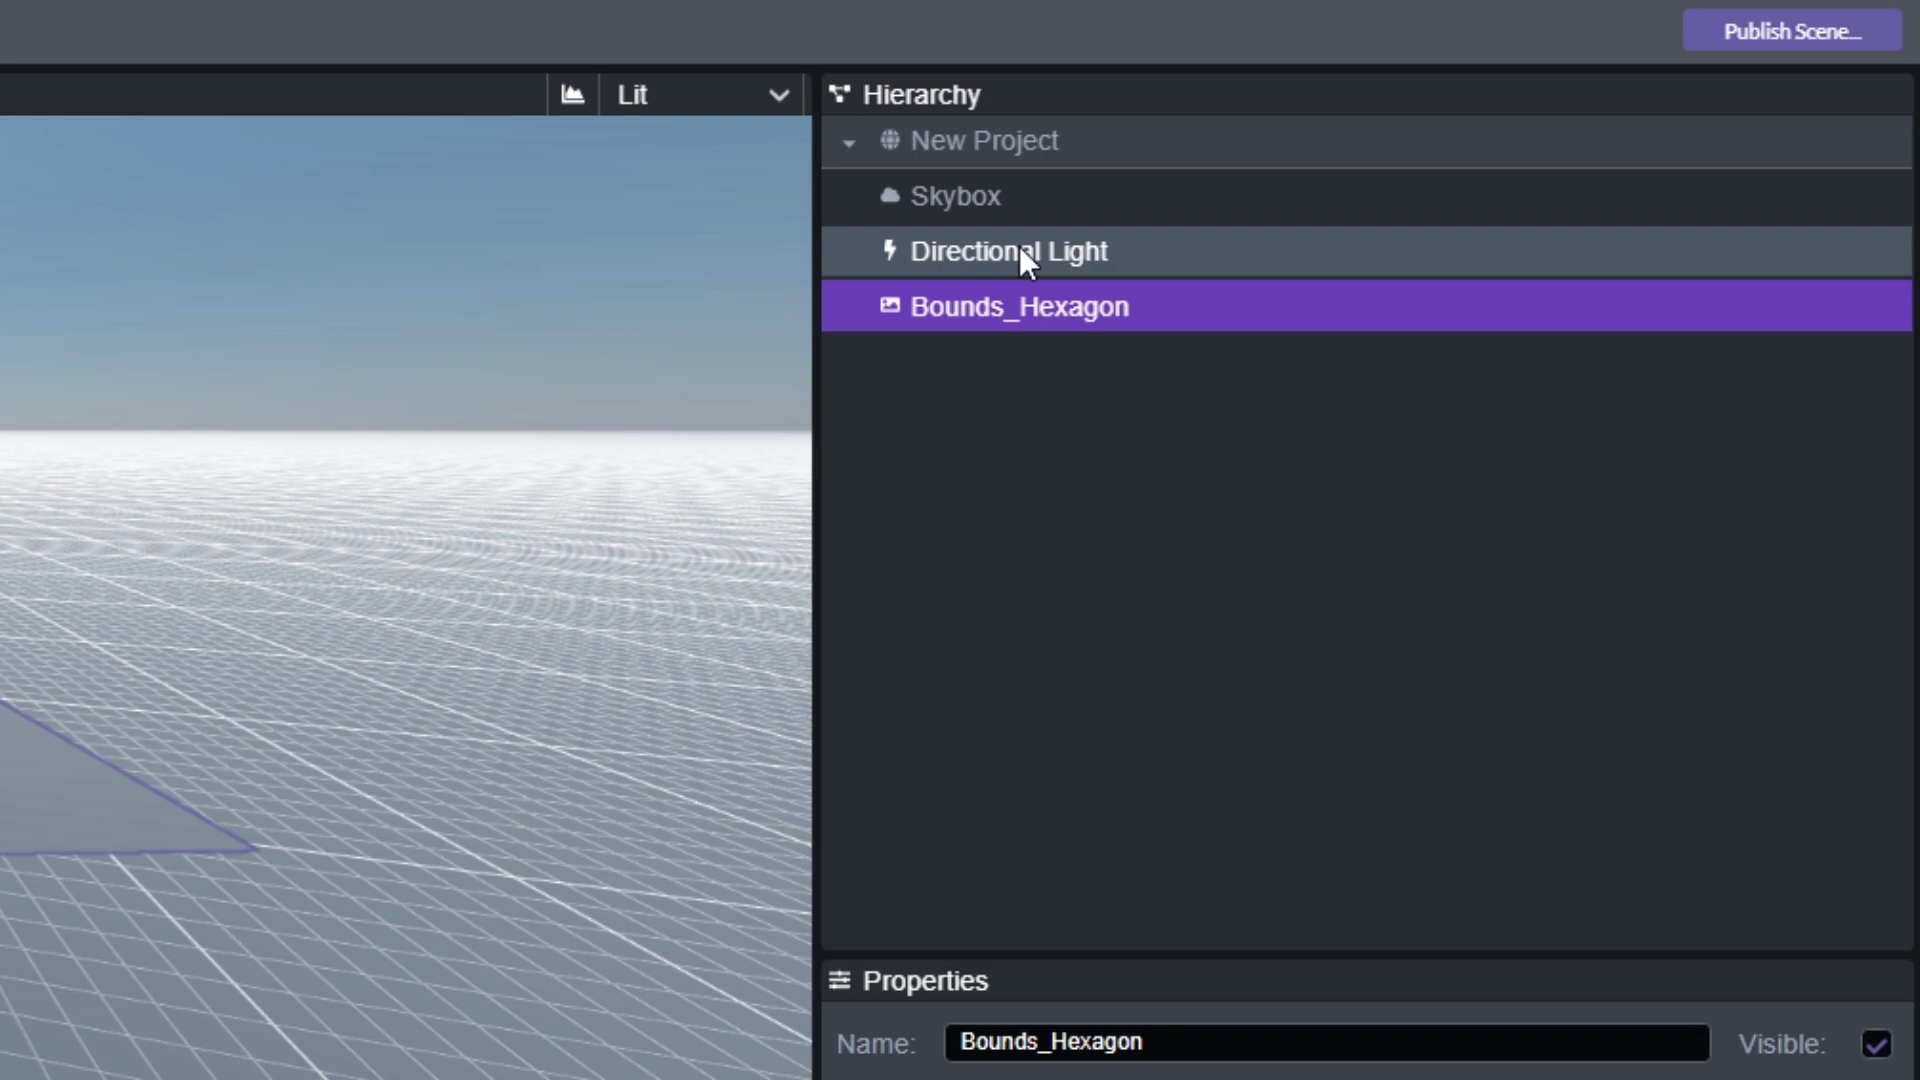 Publish Scene...
Lit
Hierarchy
New Project
Skybox
Directional Light
Bounds_Hexagon
Properties
Name: Bounds_Hexagon Visible: